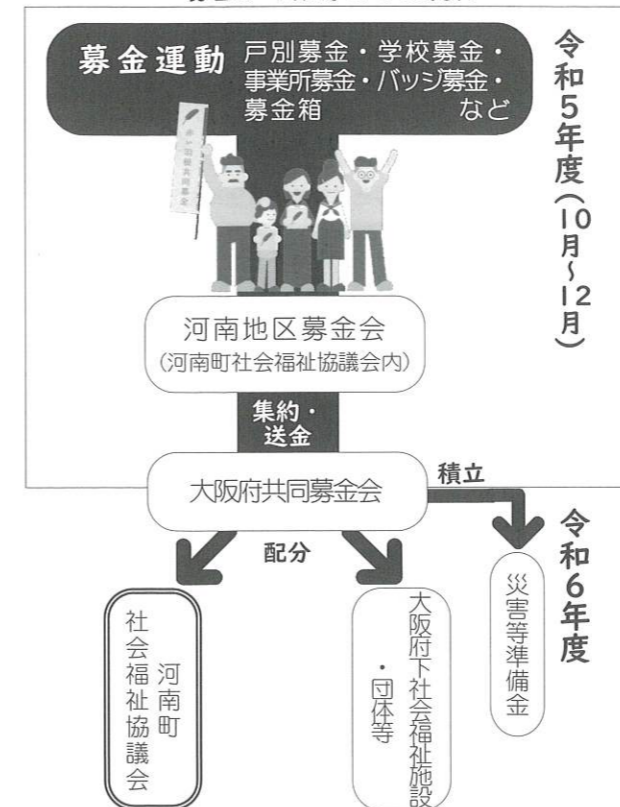 募金運動
戸別募金・学校募金・
事業所募金・バッジ募金・
募金箱 など
令和5年度(10月~12月)
河南地区募金会
(河南町社会福祉協議会内)
集約・
送金
大阪府共同募金会
積立
配分
令和6年度
河南町
社会福祉協議会
大阪府下社会福祉施設
・団体等
災害等準備金